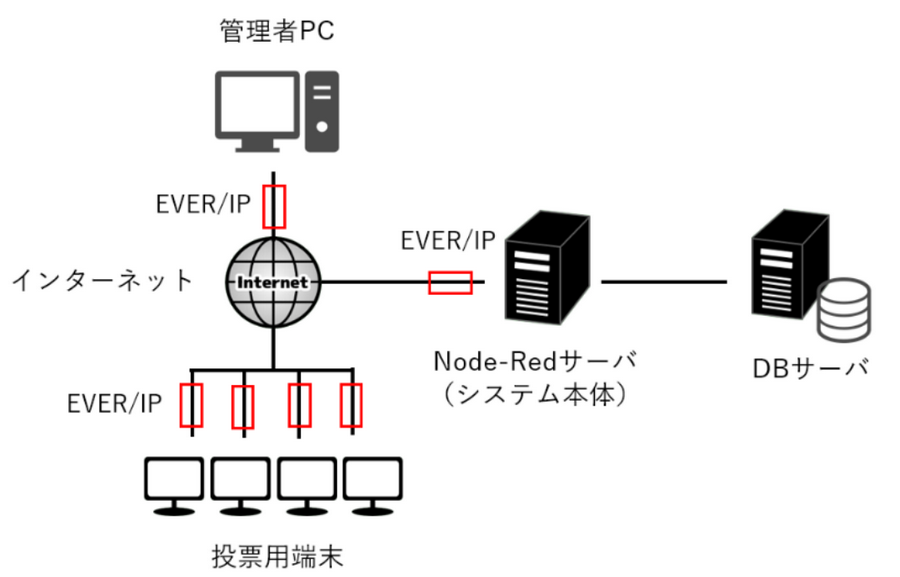 管理者PC
EVER/IP
EVER/IP
インターネット
Internet
Node-Redサーバ
（システム本体）
DBサーバ
EVER/IP
投票用端末